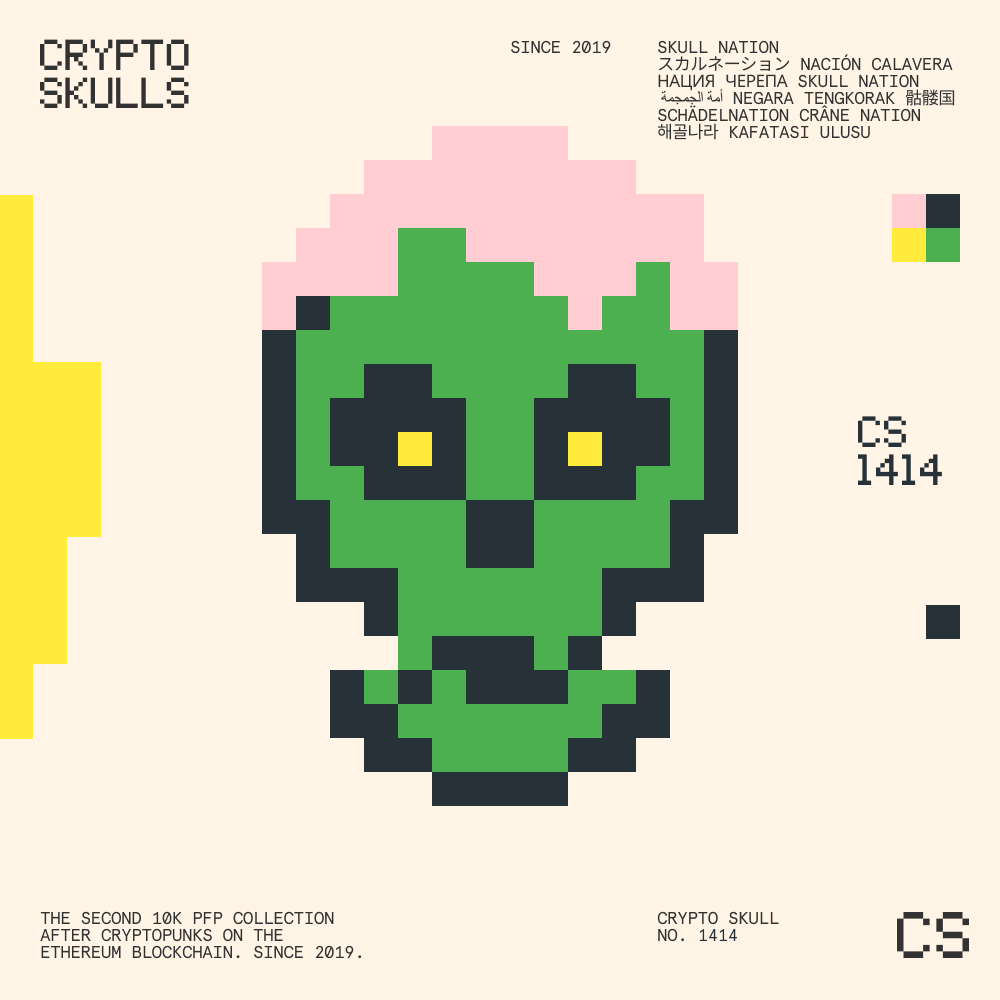 CRYPTO
SKULLS
SINCE 2019
SKULL NATION
スカルネーション NACIÓN CALAVERA
НАЦИЯ ЧЕРЕПА SKULL NATION
أمة الجمجمة NEGARA TENGKORAK 骷髅国
SCHÄDELNATION CRÂNE NATION
해골나라 KAFATASI ULUSU
CS
1414
THE SECOND 10K PFP COLLECTION
AFTER CRYPTOPUNKS ON THE
ETHEREUM BLOCKCHAIN. SINCE 2019.
CRYPTO SKULL
NO. 1414
CS